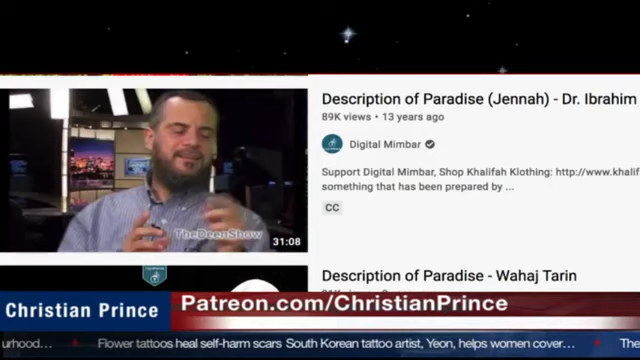 Description of Paradise (Jennah) - Dr. Ibrahim
89K views • 13 years ago
Digital Mimbar
Support Digital Mimbar, Shop Khalifah Klothing: http://www.khalif
something that has been prepared by ...
CC
TheDeenShow
31:08
Description of Paradise - Wahaj Tarin
Christian Prince
Patreon.com/ChristianPrince
urhood... Flower tattoos heal self-harm scars South Korean tattoo artist, Yeon, helps women cover... The